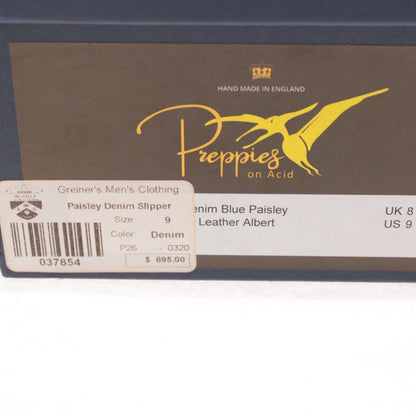 HAND MADE IN ENGLAND
Preppies
on Acid
Greiner's Men's Clothing
Paisley Denim Slipper
Size: 9
Color: Denim
P26 - 0320
037854
$ 695.00
enim Blue Paisley UK 8
Leather Albert US 9